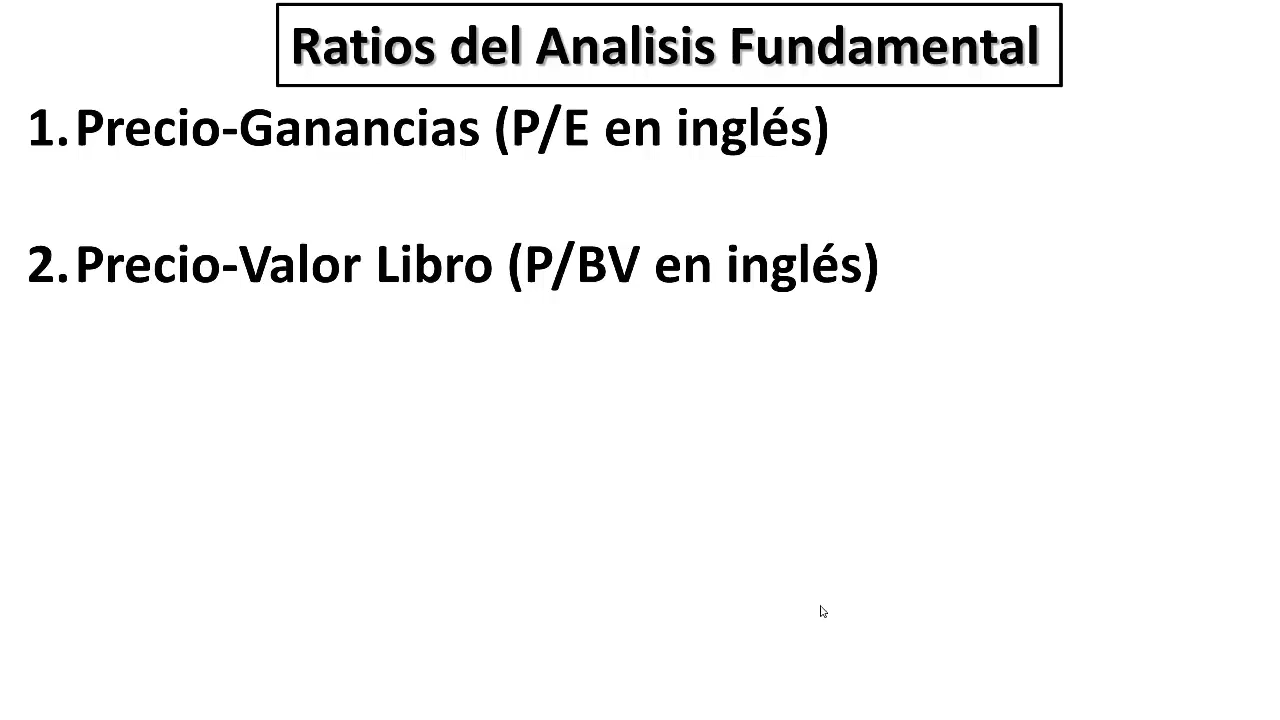 Ratios del Analisis Fundamental
1. Precio-Ganancias (P/E en inglés)
2. Precio-Valor Libro (P/BV en inglés)